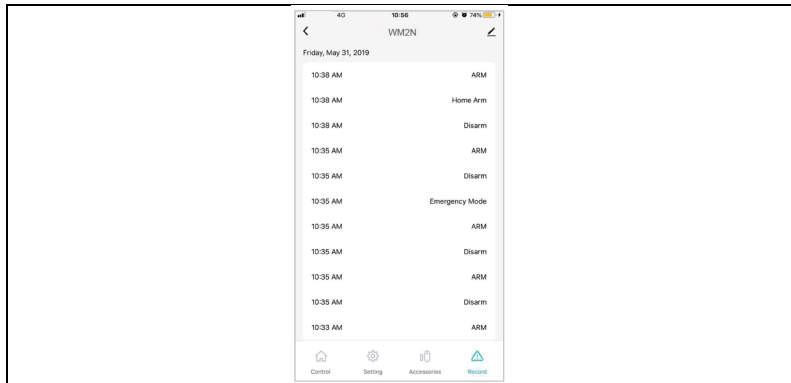 4G 10:56 74%
WM2N
Friday, May 31, 2019
10:38 AM ARM
10:38 AM Home Arm
10:38 AM Disarm
10:35 AM ARM
10:35 AM Disarm
10:35 AM Emergency Mode
10:35 AM ARM
10:35 AM Disarm
10:35 AM ARM
10:35 AM Disarm
10:33 AM ARM
Control Setting Accessories Record